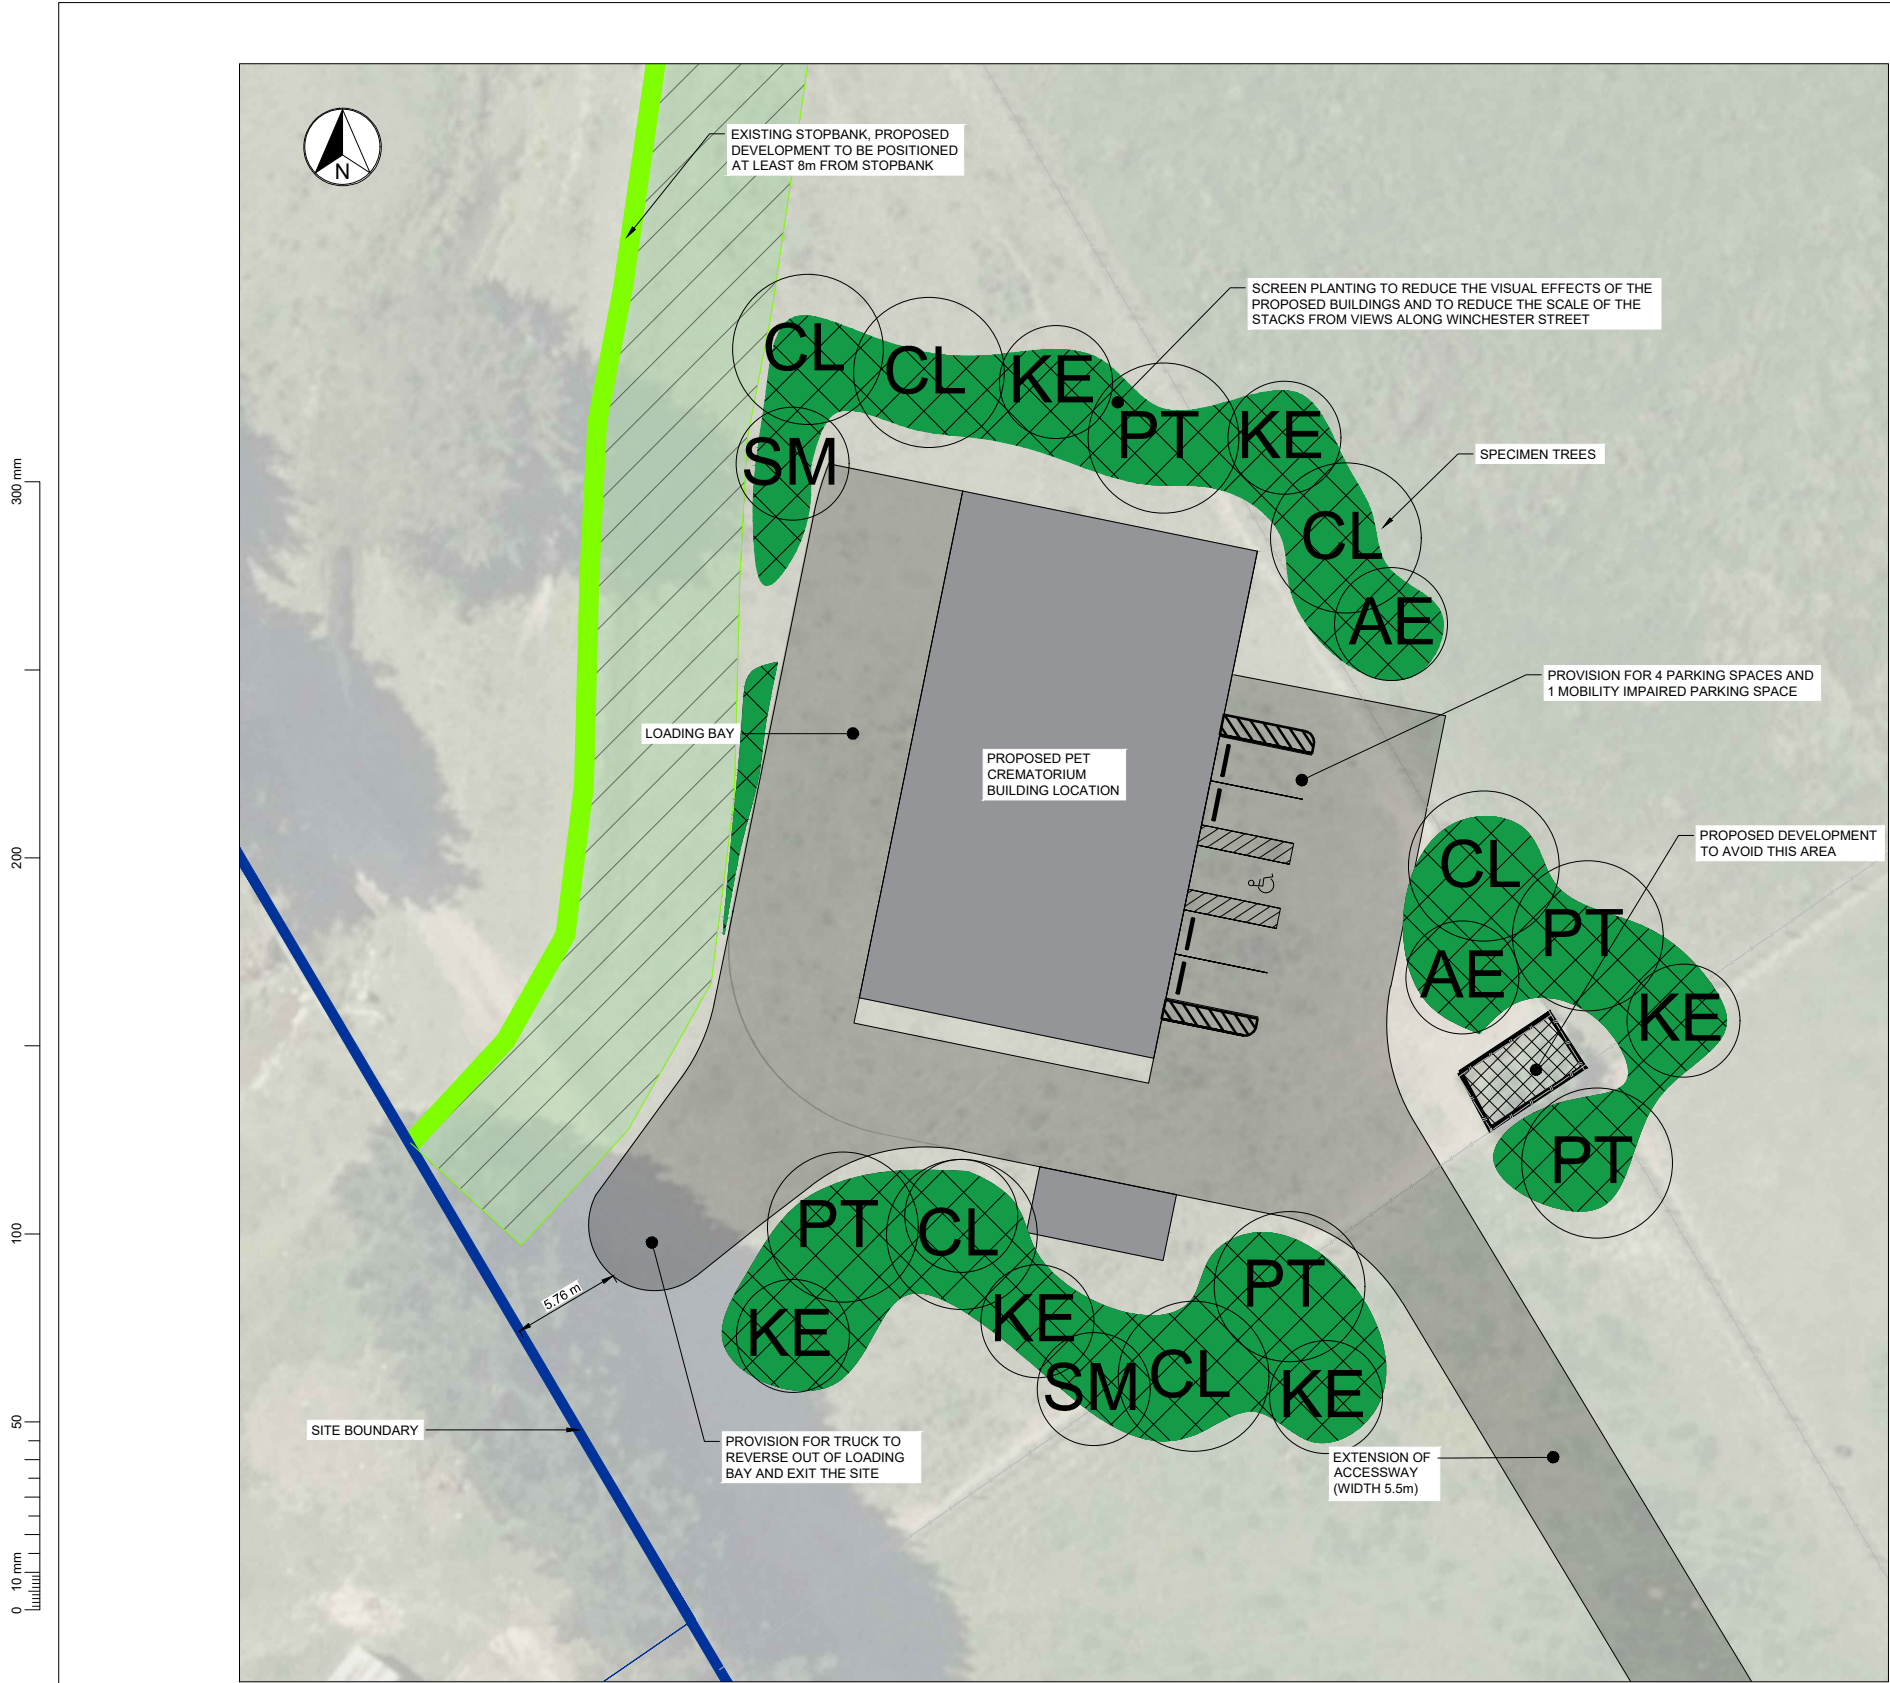 N
EXISTING STOPBANK, PROPOSED
DEVELOPMENT TO BE POSITIONED
AT LEAST 8m FROM STOPBANK
SCREEN PLANTING TO REDUCE THE VISUAL EFFECTS OF THE
PROPOSED BUILDINGS AND TO REDUCE THE SCALE OF THE
STACKS FROM VIEWS ALONG WINCHESTER STREET
CL
CL
KE
PT
KE
SM
SPECIMEN TREES
CL
AE
300 mm
PROVISION FOR 4 PARKING SPACES AND
1 MOBILITY IMPAIRED PARKING SPACE
LOADING BAY
PROPOSED PET
CREMATORIUM
BUILDING LOCATION
PROPOSED DEVELOPMENT
TO AVOID THIS AREA
200
CL
PT
AE
KE
PT
100
PT
CL
PT
5.76 m
KE
KE
SM
CL
KE
50
SITE BOUNDARY
PROVISION FOR TRUCK TO
REVERSE OUT OF LOADING
BAY AND EXIT THE SITE
EXTENSION OF
ACCESSWAY
(WIDTH 5.5m)
10 mm
0